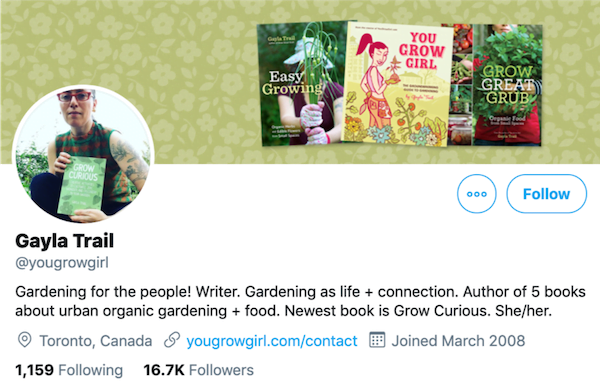 Gayla Trail
Easy
Growing
YOU
GROW
GIRL
GROW
GREAT
GRUB
Organic Food
from Small Spaces
GROW
CURIOUS
Follow
Gayla Trail
@yougrowgirl
Gardening for the people! Writer. Gardening as life + connection. Author of 5 books
about urban organic gardening + food. Newest book is Grow Curious. She/her.
Toronto, Canada yougrowgirl.com/contact Joined March 2008
1,159 Following 16.7K Followers